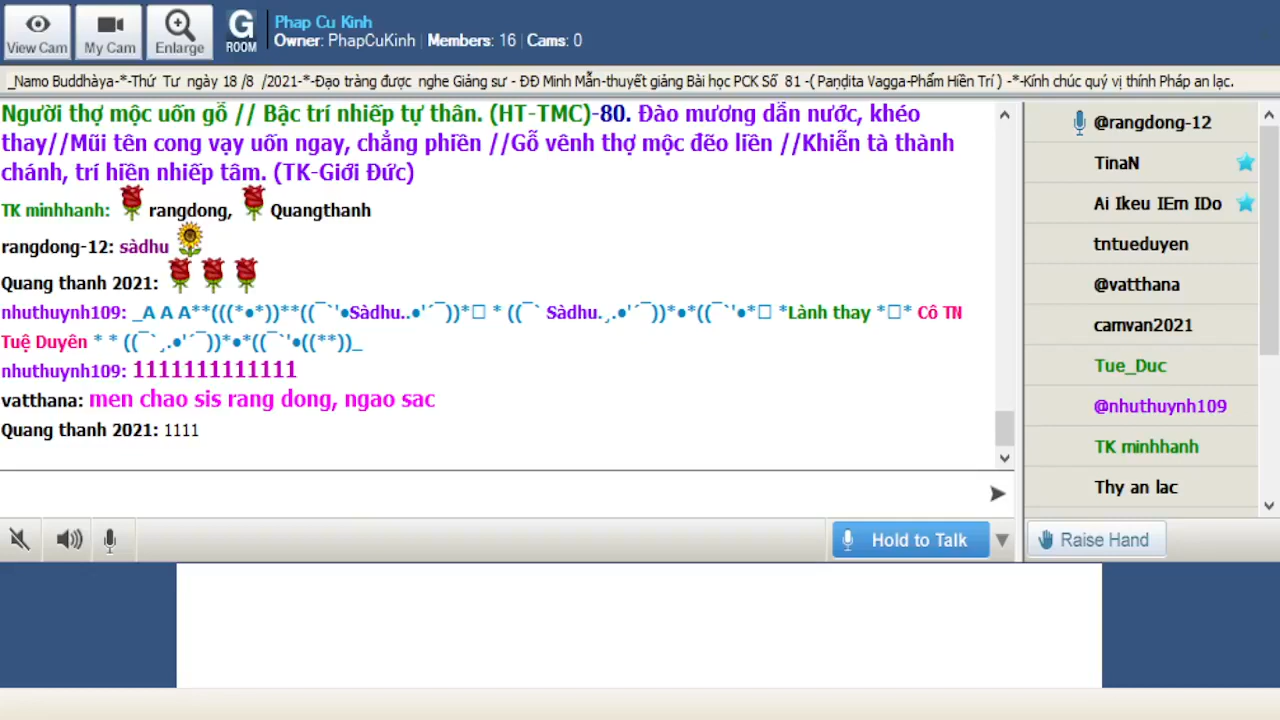 View Cam
My Cam
Enlarge
G
ROOM
Phap Cu Kinh
Owner: PhapCuKinh | Members: 16 | Cams: 0
_Namo Buddhàya-*-Thứ Tư ngày 18 /8 /2021-*-Đạo tràng được nghe Giảng sư - ĐĐ Minh Mẫn-thuyết giảng Bài học PCK Số 81 -( Paṇḍita Vagga-Phẩm Hiền Trí ) -*-Kính chúc quý vị thính Pháp an lạc.
Người thợ mộc uốn gỗ // Bậc trí nhiếp tự thân. (HT-TMC)-80. Đào mương dẫn nước, khéo
thay//Mũi tên cong vạy uốn ngay, chẳng phiền //Gỗ vênh thợ mộc đẽo liền //Khiễn tà thành
chánh, trí hiền nhiếp tâm. (TK-Giới Đức)
TK minhhanh: rangdong, Quangthanh
rangdong-12: sàdhu
Quang thanh 2021:
nhuthuynh109: _A A A**(((*•*))**((¯`'•Sàdhu..•'´¯))*□ * ((¯` Sàdhu.¸.•'´¯))*•*((¯`'•*□ *Lành thay *□* Cô TN
Tuệ Duyên * * ((¯`¸.•'´¯))*•*((¯`'•((**))_
nhuthuynh109: 1111111111111
vatthana: men chao sis rang dong, ngao sac
Quang thanh 2021: 1111
Hold to Talk
@rangdong-12
TinaN
Ai Ikeu IEm IDo
tntueduyen
@vatthana
camvan2021
Tue_Duc
@nhuthuynh109
TK minhhanh
Thy an lac
Raise Hand